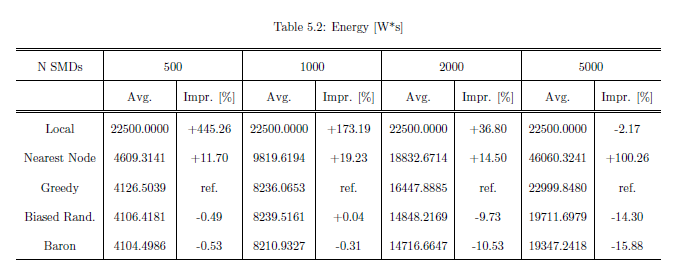 Table 5.2: Energy [W*s]
N SMDs 500 1000 2000 5000
Avg. Impr. [%] Avg. Impr. [%] Avg. Impr. [%] Avg. Impr. [%]
Local 22500.0000 +445.26 22500.0000 +173.19 22500.0000 +36.80 22500.0000 -2.17
Nearest Node 4609.3141 +11.70 9819.6194 +19.23 18832.6714 +14.50 46060.3241 +100.26
Greedy 4126.5039 ref. 8236.0653 ref. 16447.8885 ref. 22999.8480 ref.
Biased Rand. 4106.4181 -0.49 8239.5161 +0.04 14848.2169 -9.73 19711.6979 -14.30
Baron 4104.4986 -0.53 8210.9327 -0.31 14716.6647 -10.53 19347.2418 -15.88